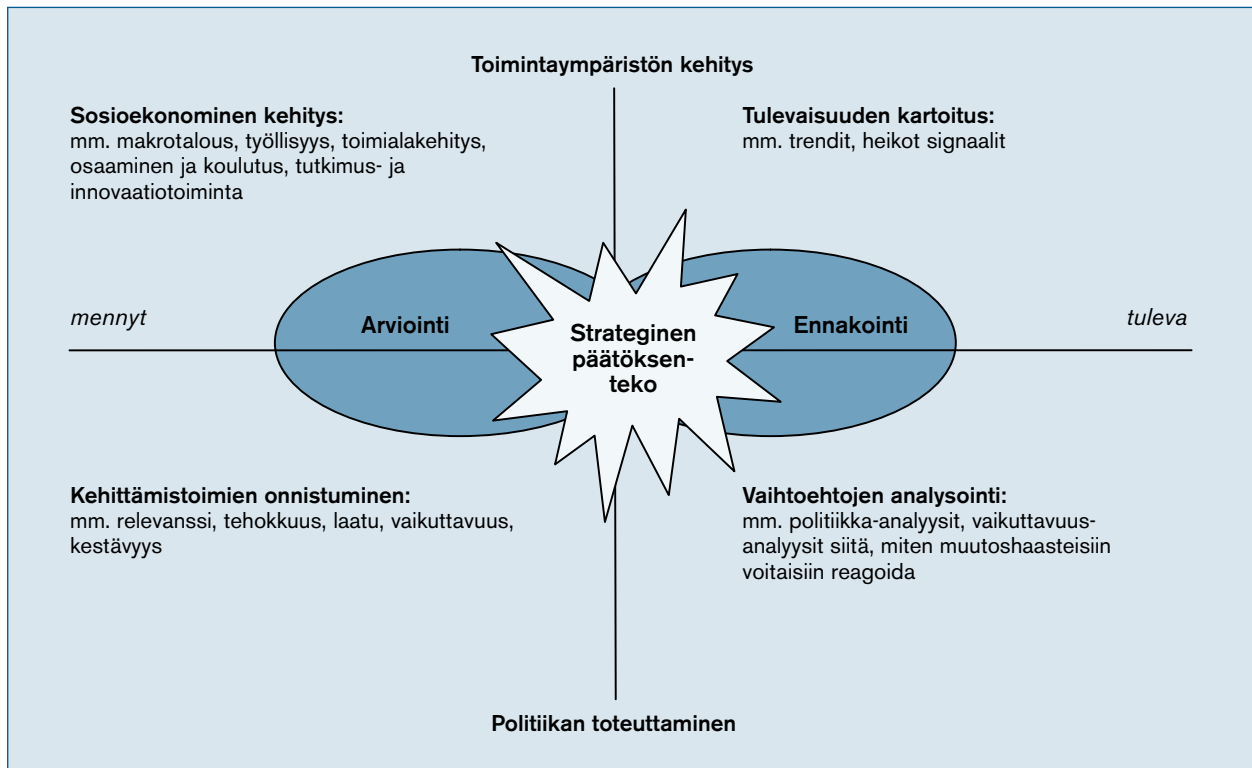 Toimintaympäristön kehitys
Sosioekonominen kehitys:
mm. makrotalous, työllisyys, toimialakehitys,
osaaminen ja koulutus, tutkimus- ja
innovaatiotoiminta
Tulevaisuuden kartoitus:
mm. trendit, heikot signaalit
mennyt
Arviointi
Strateginen
päätöksen-
teko
Ennakointi
tuleva
Kehittämistoimien onnistuminen:
mm. relevanssi, tehokkuus, laatu, vaikuttavuus,
kestävyys
Vaihtoehtojen analysointi:
mm. politiikka-analyysit, vaikuttavuus-
analyysit siitä, miten muutoshaasteisiin
voitaisiin reagoida
Politiikan toteuttaminen